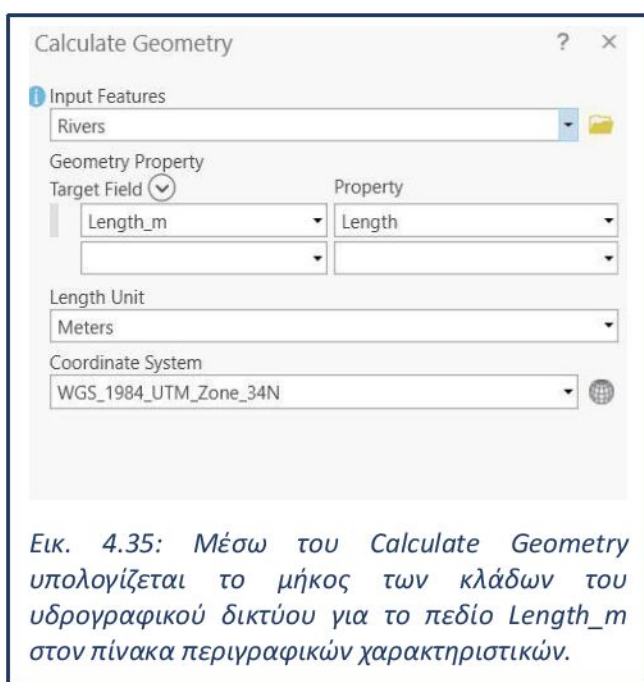 Calculate Geometry ? ×
Input Features
Rivers
Geometry Property
Target Field Property
Length_m Length
Length Unit
Meters
Coordinate System
WGS_1984_UTM_Zone_34N
Εικ. 4.35: Μέσω του Calculate Geometry
υπολογίζεται το μήκος των κλάδων του
υδρογραφικού δικτύου για το πεδίο Length_m
στον πίνακα περιγραφικών χαρακτηριστικών.